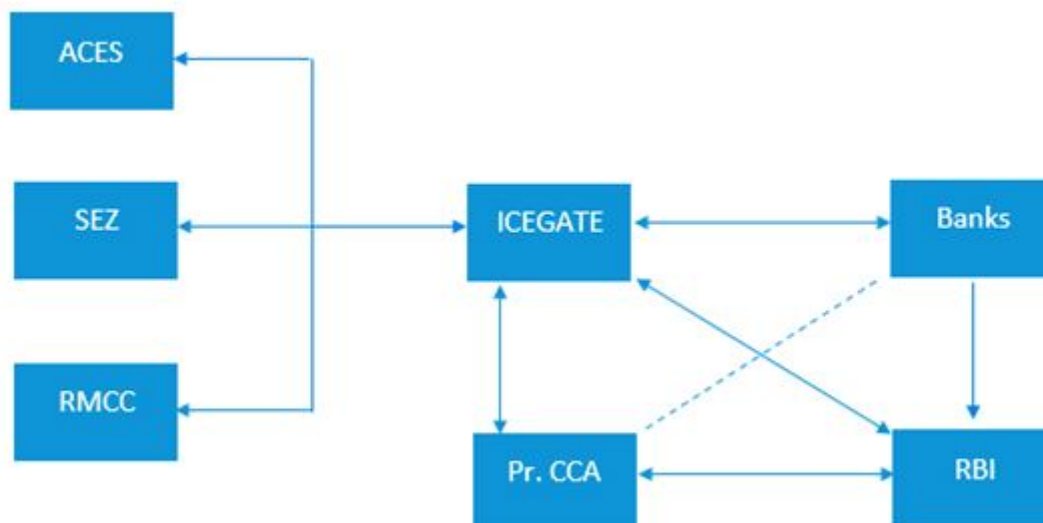 ACES
SEZ
ICEGATE
Banks
RMCC
Pr. CCA
RBI